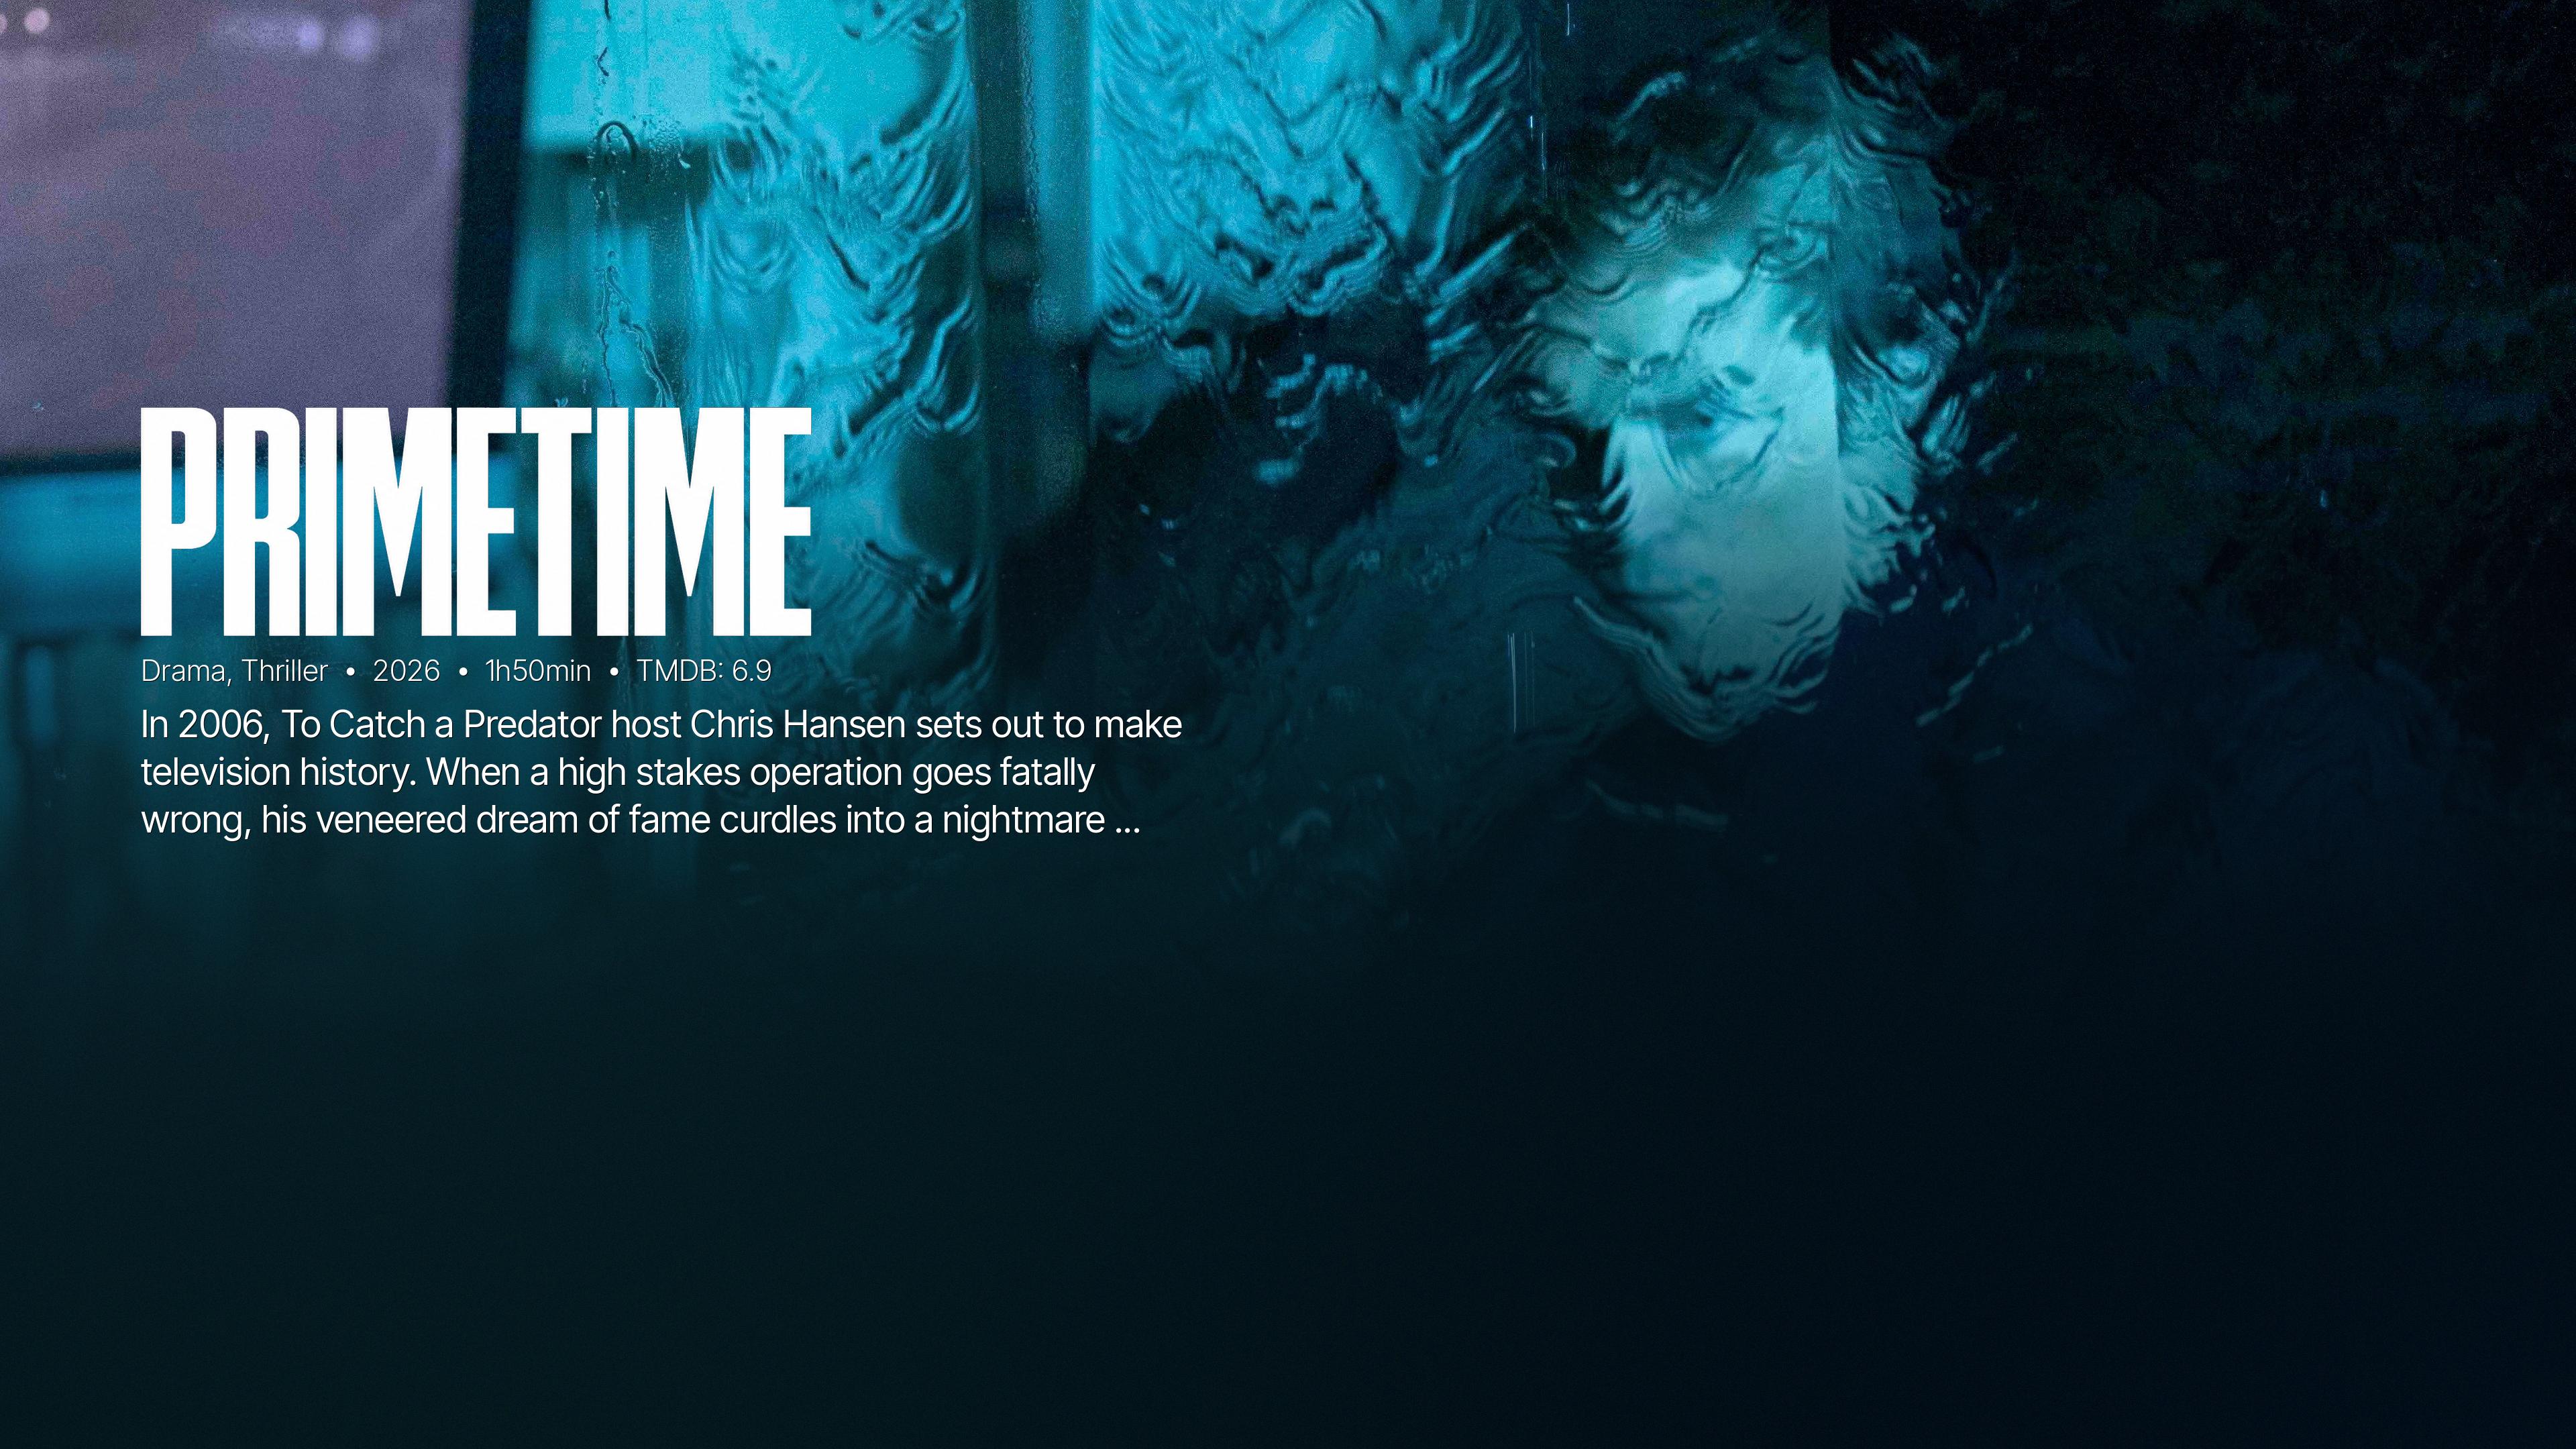 PRIMETIME
Drama, Thriller • 2026 • 1h50min • TMDB: 6.9
In 2006, To Catch a Predator host Chris Hansen sets out to make
television history. When a high stakes operation goes fatally
wrong, his veneered dream of fame curdles into a nightmare ...